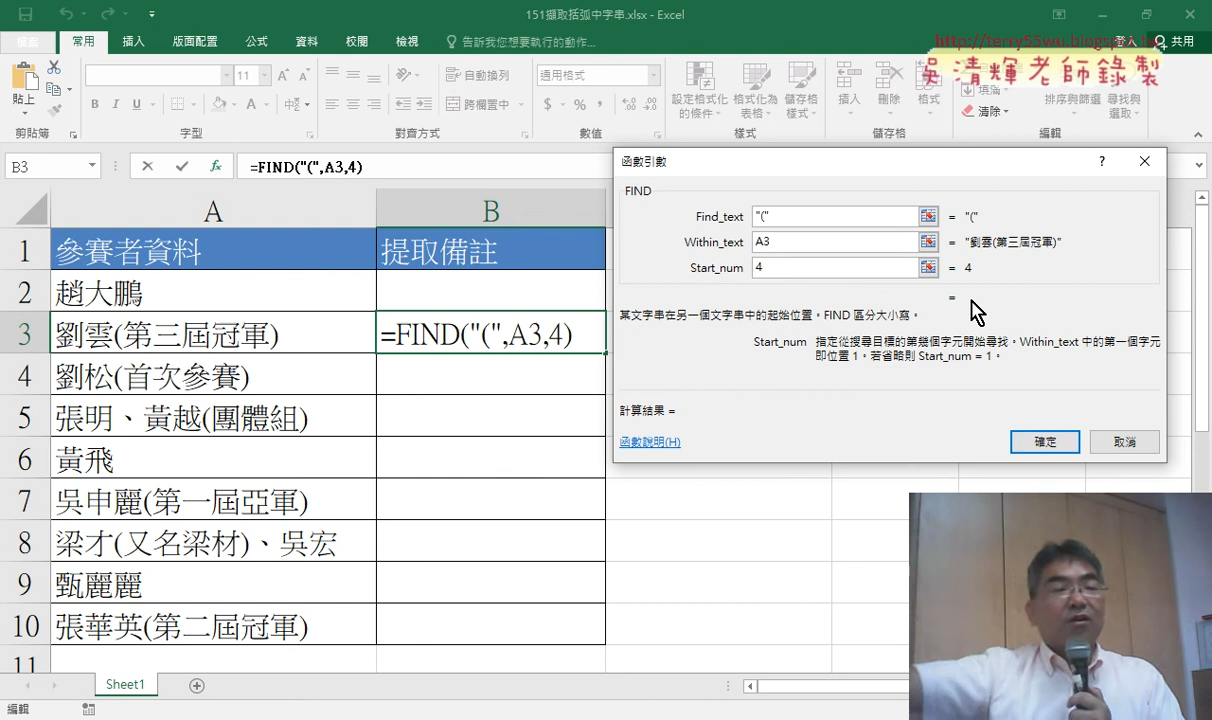 151擷取括弧中字串.xlsx - Excel
檔案 常用 插入 版面配置 公式 資料 校閱 檢視 告訴我您想要執行的動作... 登入 共用
http://terry55wu.blogspot.tw
吳清輝老師錄製
貼上 11 A A 自動換列 通用格式 設定格式化的條件 格式化為表格 儲存格樣式 插入 刪除 格式 填滿 清除 排序與篩選 尋找與選取
B I U A 中 跨欄置中 $ % ,
剪貼簿 字型 對齊方式 數值 樣式 儲存格 編輯
B3 fx =FIND("(",A3,4)
A B
1 參賽者資料 提取備註
2 趙大鵬
3 劉雲(第三屆冠軍) =FIND("(",A3,4)
4 劉松(首次參賽)
5 張明、黃越(團體組)
6 黃飛
7 吳申麗(第一屆亞軍)
8 梁才(又名梁材)、吳宏
9 甄麗麗
10 張華英(第二屆冠軍)
11
函數引數 ?
FIND
Find_text "(" = "("
Within_text A3 = "劉雲(第三屆冠軍)"
Start_num 4 = 4
=
某文字串在另一個文字串中的起始位置。FIND 區分大小寫。
Start_num 指定從搜尋目標的第幾個字元開始尋找。Within_text 中的第一個字元
即位置 1。若省略則 Start_num = 1。
計算結果 =
函數說明(H) 確定 取消
Sheet1
編輯